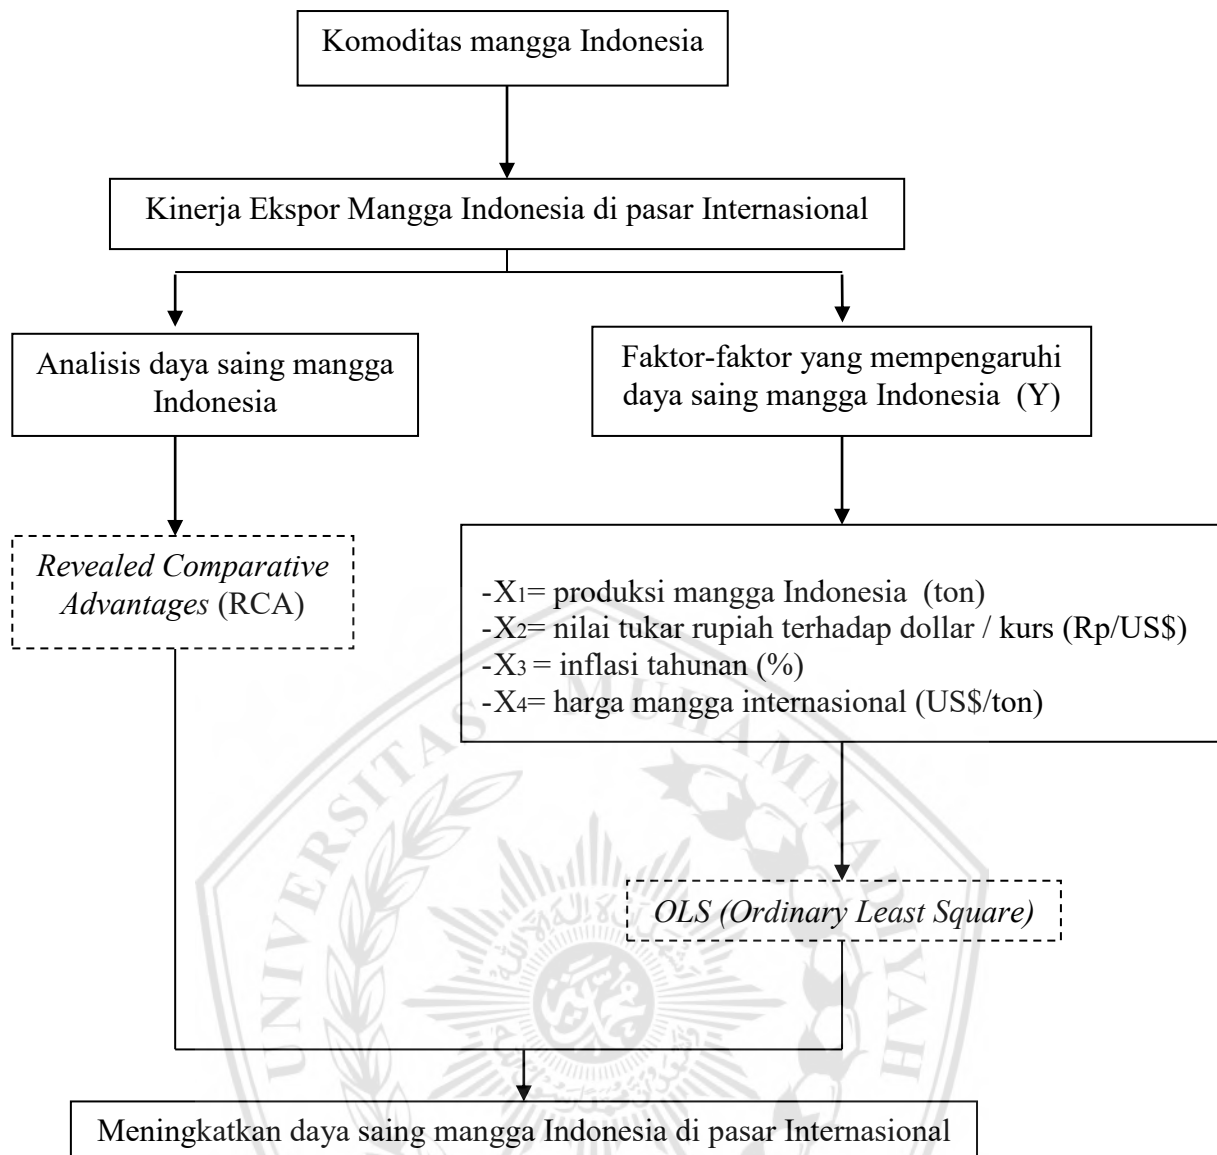 Komoditas mangga Indonesia
Kinerja Ekspor Mangga Indonesia di pasar Internasional
Analisis daya saing mangga
Indonesia
Faktor-faktor yang mempengaruhi
daya saing mangga Indonesia (Y)
Revealed Comparative
Advantages (RCA)
-X1= produksi mangga Indonesia (ton)
-X2= nilai tukar rupiah terhadap dollar / kurs (Rp/US$)
-X3 = inflasi tahunan (%)
-X4= harga mangga internasional (US$/ton)
OLS (Ordinary Least Square)
Meningkatkan daya saing mangga Indonesia di pasar Internasional
UNIVERSITAS MUHAMMADIYAH